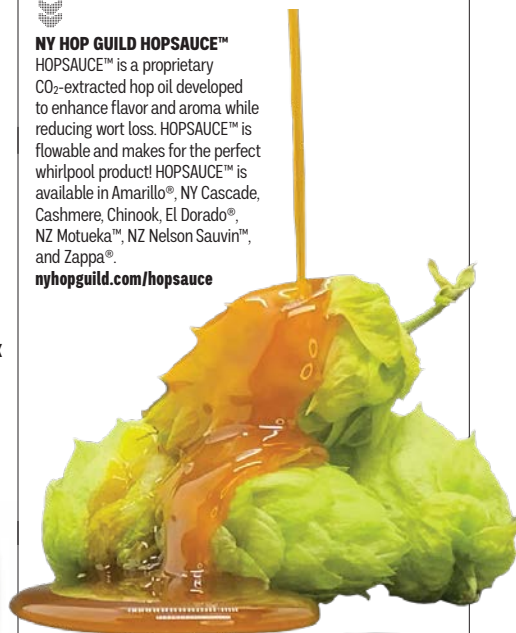 NY HOP GUILD HOPSAUCE™
HOPSAUCE™ is a proprietary
CO₂-extracted hop oil developed
to enhance flavor and aroma while
reducing wort loss. HOPSAUCE™ is
flowable and makes for the perfect
whirlpool product! HOPSAUCE™ is
available in Amarillo®, NY Cascade,
Cashmere, Chinook, El Dorado®,
NZ Motueka™, NZ Nelson Sauvin™,
and Zappa®.
nyhopguild.com/hopsauce